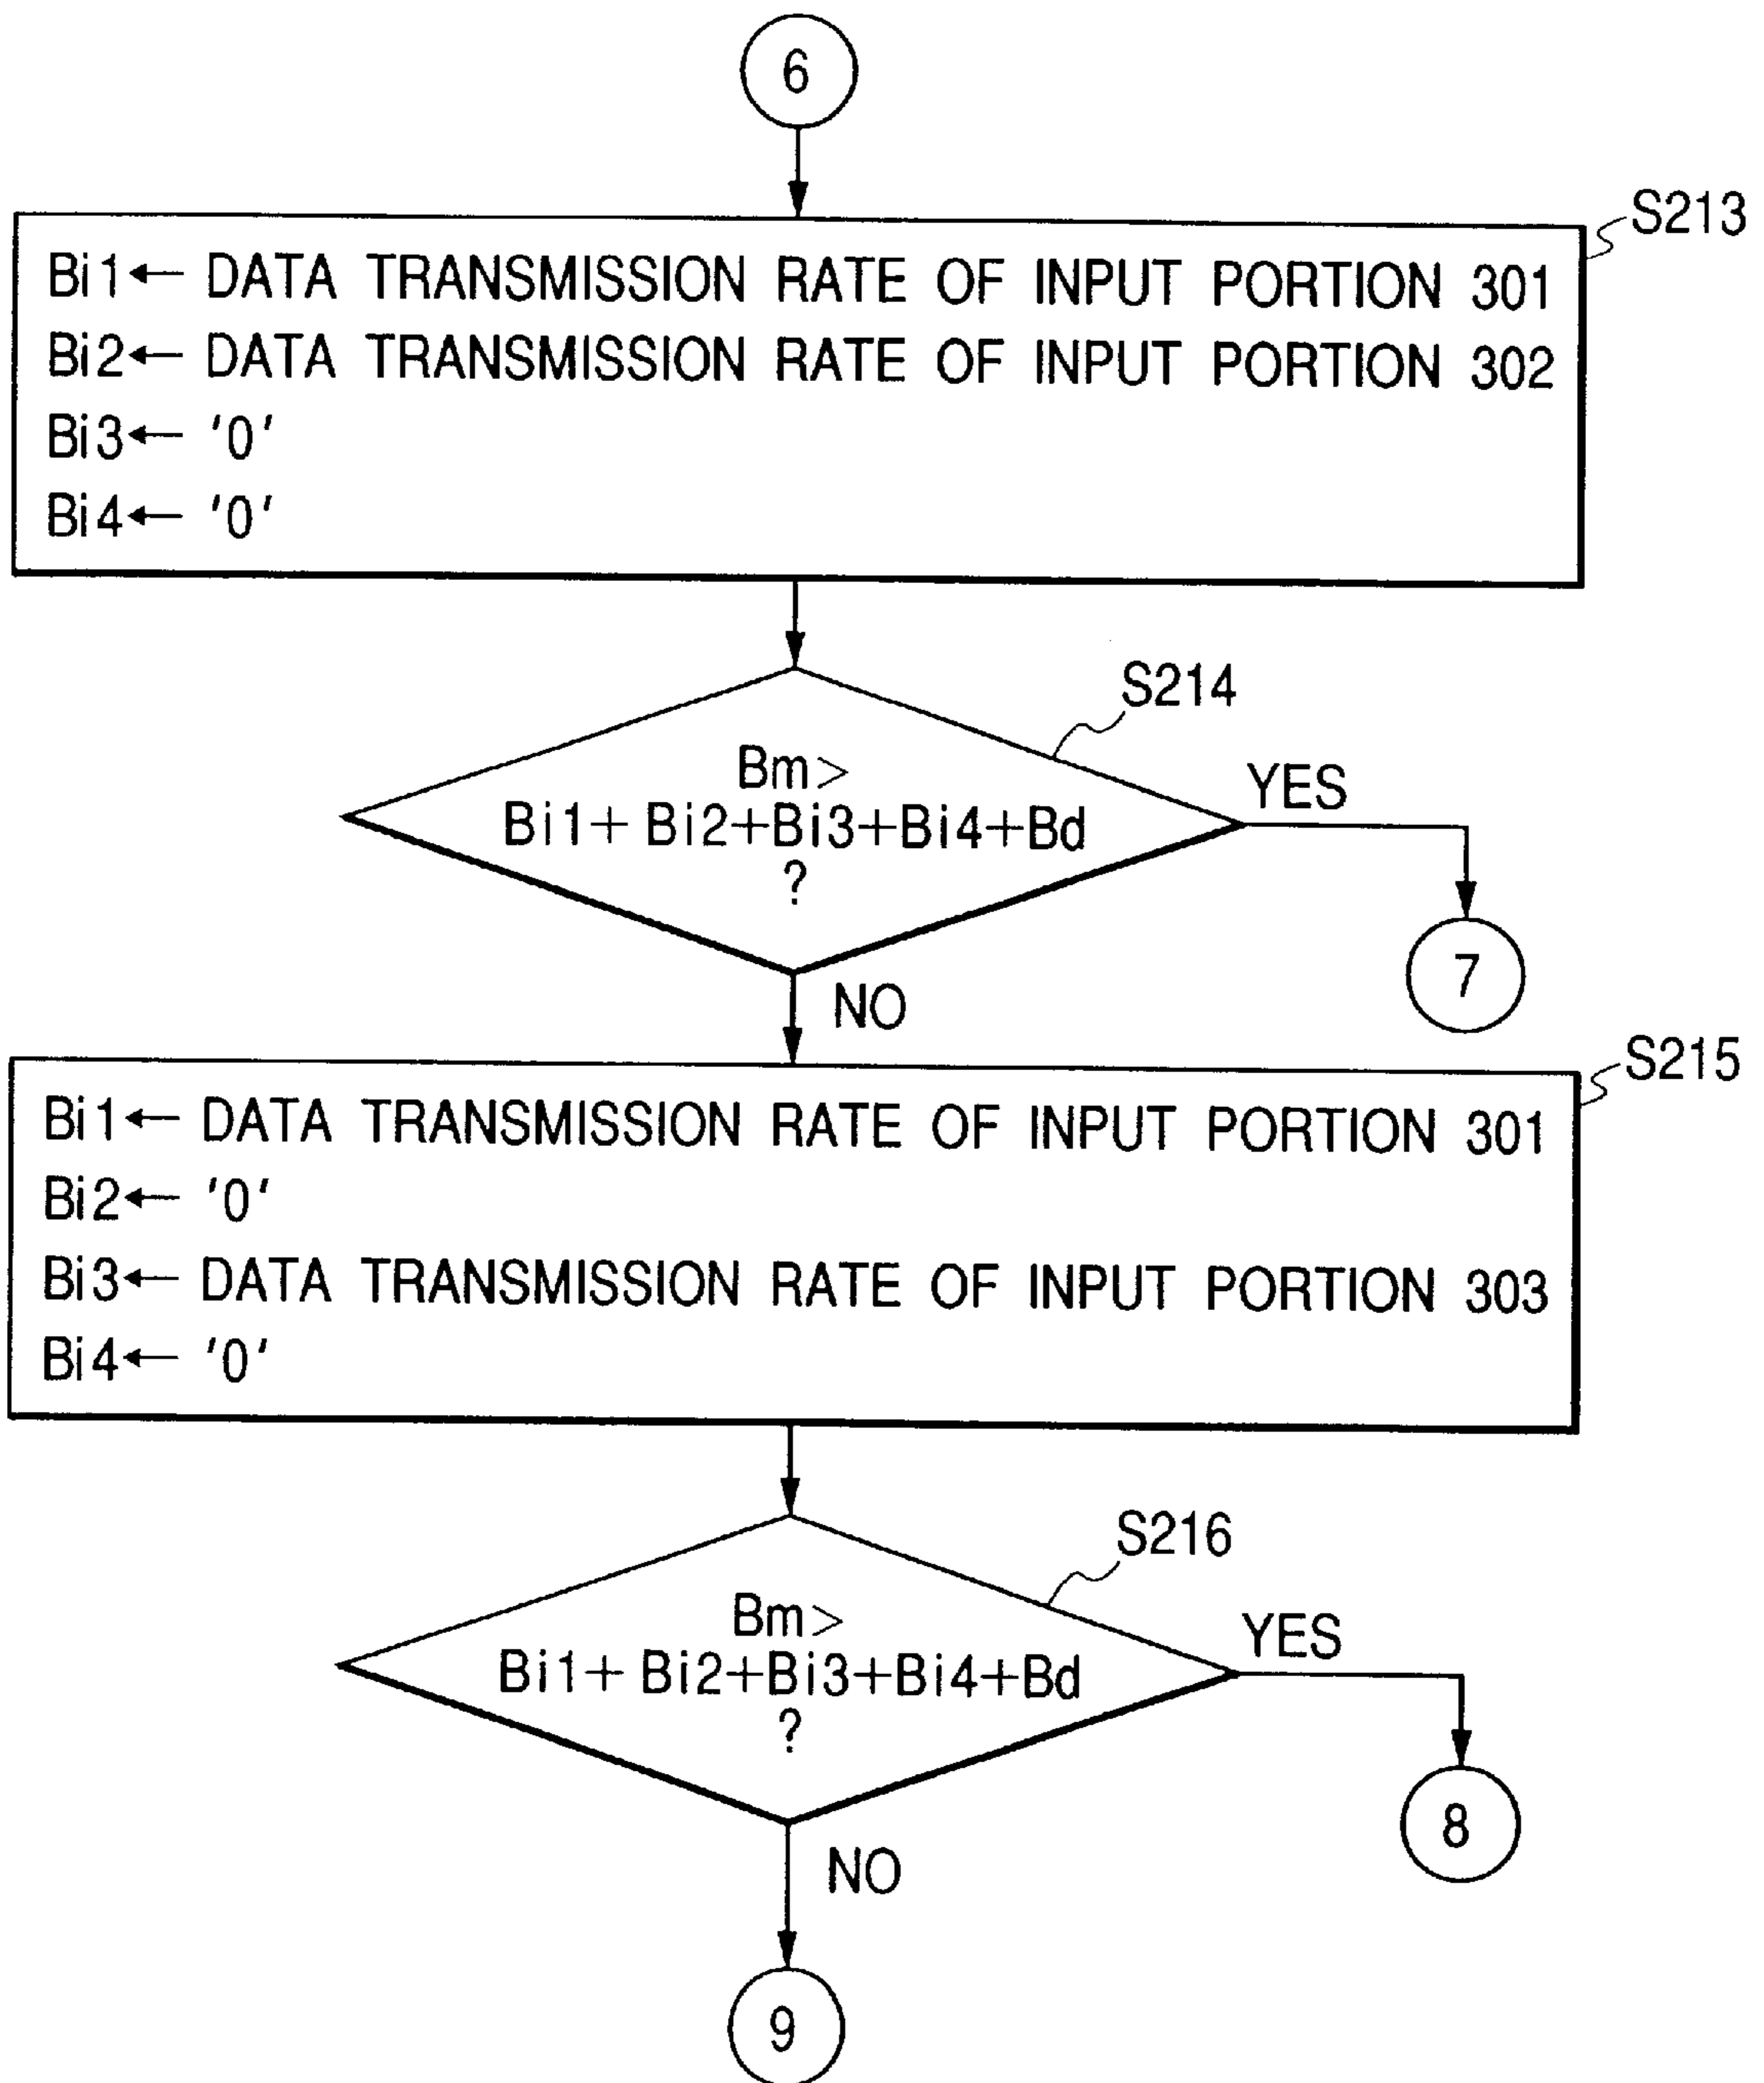 6
S213
Bi1← DATA TRANSMISSION RATE OF INPUT PORTION 301
Bi2← DATA TRANSMISSION RATE OF INPUT PORTION 302
Bi3← '0'
Bi4← '0'
S214
Bm>
Bi1+ Bi2+Bi3+Bi4+Bd
?
YES
7
NO
S215
Bi1← DATA TRANSMISSION RATE OF INPUT PORTION 301
Bi2← '0'
Bi3← DATA TRANSMISSION RATE OF INPUT PORTION 303
Bi4← '0'
S216
Bm>
Bi1+ Bi2+Bi3+Bi4+Bd
?
YES
8
NO
9